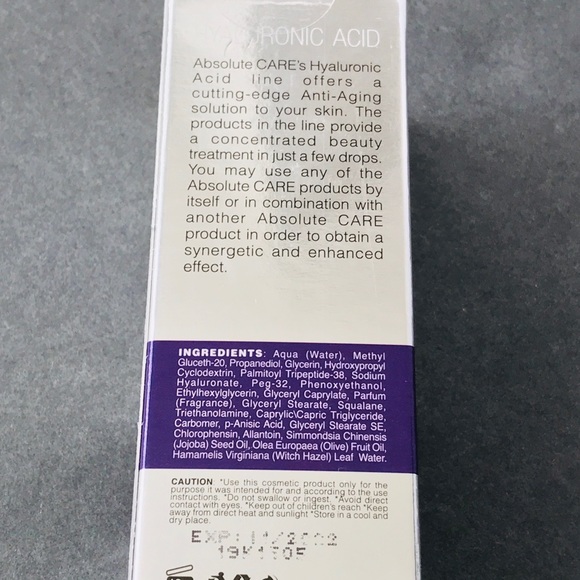 HYALURONIC ACID
Absolute CARE's Hyaluronic
Acid line offers a
cutting-edge Anti-Aging
solution to your skin. The
products in the line provide
a concentrated beauty
treatment in just a few drops.
You may use any of the
Absolute CARE products by
itself or in combination with
another Absolute CARE
product in order to obtain a
synergetic and enhanced
effect.
INGREDIENTS: Aqua (Water), Methyl
Gluceth-20, Propanediol, Glycerin, Hydroxypropyl
Cyclodextrin, Palmitoyl Tripeptide-38, Sodium
Hyaluronate, Peg-32, Phenoxyethanol,
Ethylhexylglycerin, Glyceryl Caprylate, Parfum
(Fragrance), Glyceryl Stearate, Squalane,
Triethanolamine, Caprylic\Capric Triglyceride,
Carbomer, p-Anisic Acid, Glyceryl Stearate SE,
Chlorophensin, Allantoin, Simmondsia Chinensis
(Jojoba) Seed Oil, Olea Europaea (Olive) Fruit Oil,
Hamamelis Virginiana (Witch Hazel) Leaf Water.
CAUTION: *Use this cosmetic product only for the
purpose it was intended for and according to the use
instructions. *Do not swallow or ingest. *Avoid direct
contact with eyes. *Keep out of children's reach *Keep
away from direct heat and sunlight *Store in a cool and
dry place.
EXP: